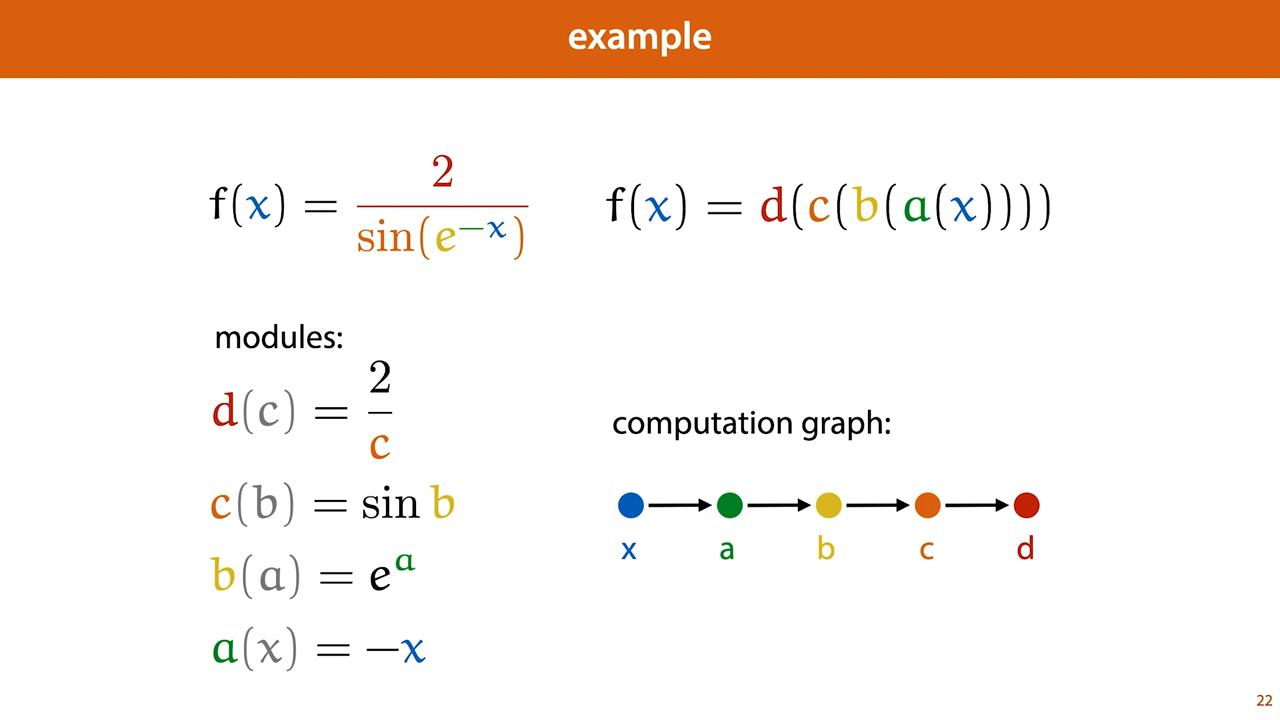 example
f(x) = 2 / sin(e^{−x})
f(x) = d(c(b(a(x))))
modules:
d(c) = 2 / c
c(b) = sin b
b(a) = e^a
a(x) = −x
computation graph:
x a b c d
22